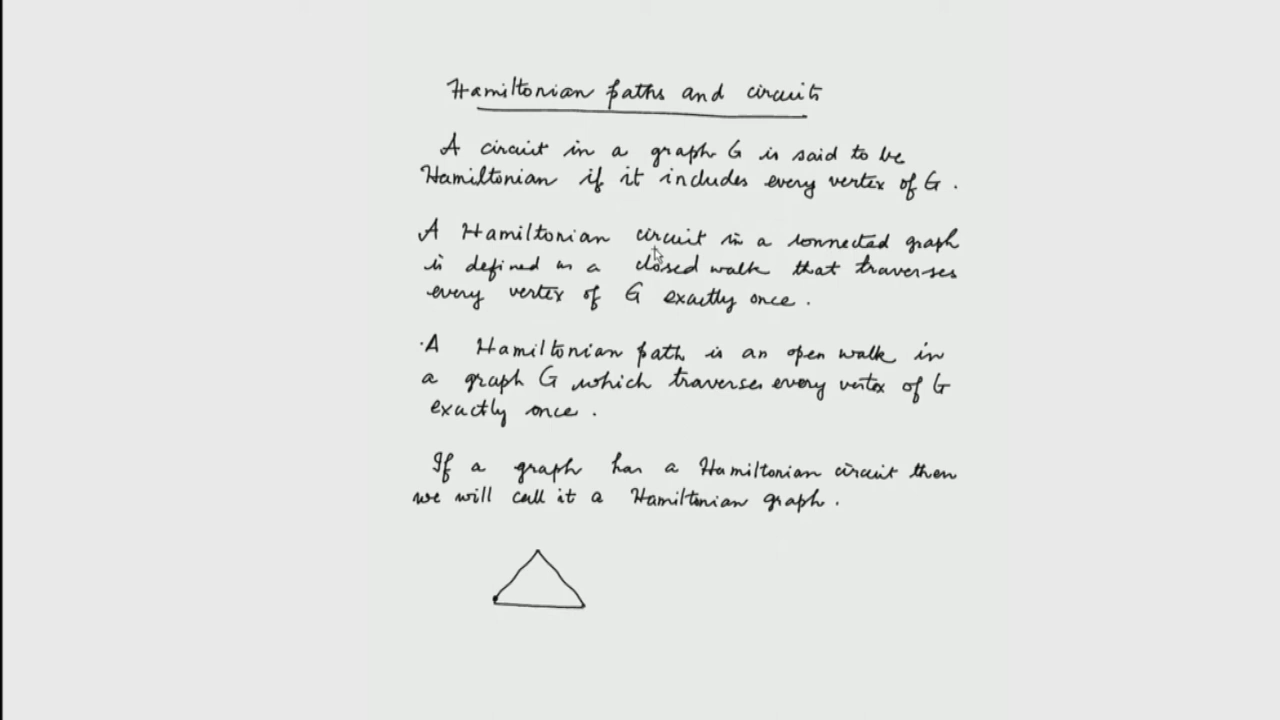 Hamiltonian paths and circuits
A circuit in a graph G is said to be
Hamiltonian if it includes every vertex of G.
A Hamiltonian circuit in a connected graph
is defined as a closed walk that traverses
every vertex of G exactly once.
A Hamiltonian path is an open walk in
a graph G which traverses every vertex of G
exactly once.
If a graph has a Hamiltonian circuit then
we will call it a Hamiltonian graph.